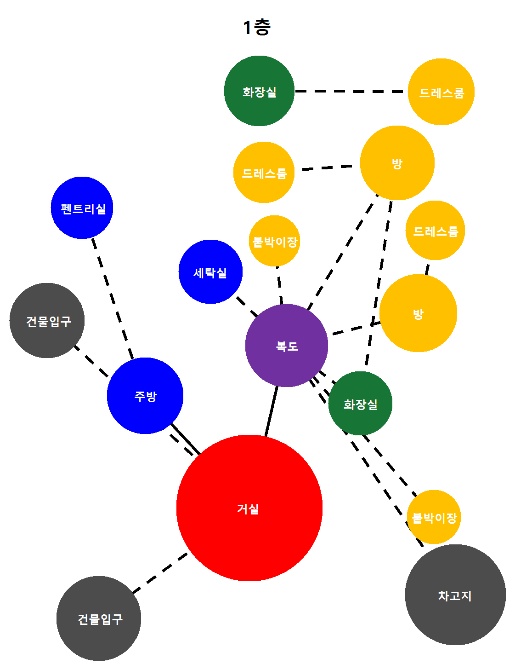 1층
화장실
드레스룸
방
드레스룸
펜트리실
드레스룸
붙박이장
세탁실
방
건물입구
복도
주방
화장실
거실
붙박이장
차고지
건물입구